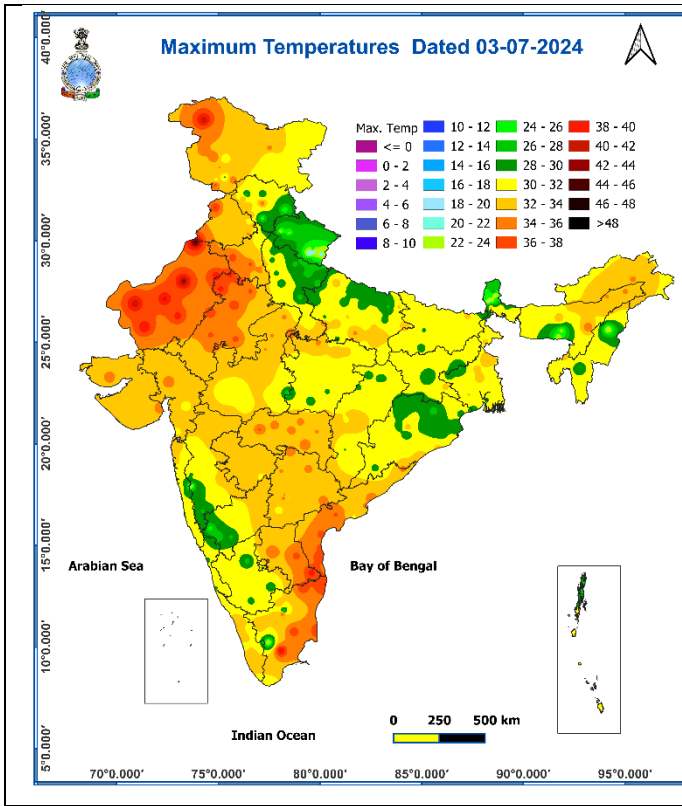 Maximum Temperatures Dated 03-07-2024
Max. Temp
<= 0
0 - 2
2 - 4
4 - 6
6 - 8
8 - 10
10 - 12
12 - 14
14 - 16
16 - 18
18 - 20
20 - 22
22 - 24
24 - 26
26 - 28
28 - 30
30 - 32
32 - 34
34 - 36
36 - 38
38 - 40
40 - 42
42 - 44
44 - 46
46 - 48
>48
40°0.000'
35°0.000'
30°0.000'
25°0.000'
20°0.000'
15°0.000'
10°0.000'
5°0.000'
Arabian Sea
Bay of Bengal
Indian Ocean
0 250 500 km
70°0.000' 75°0.000' 80°0.000' 85°0.000' 90°0.000' 95°0.000'